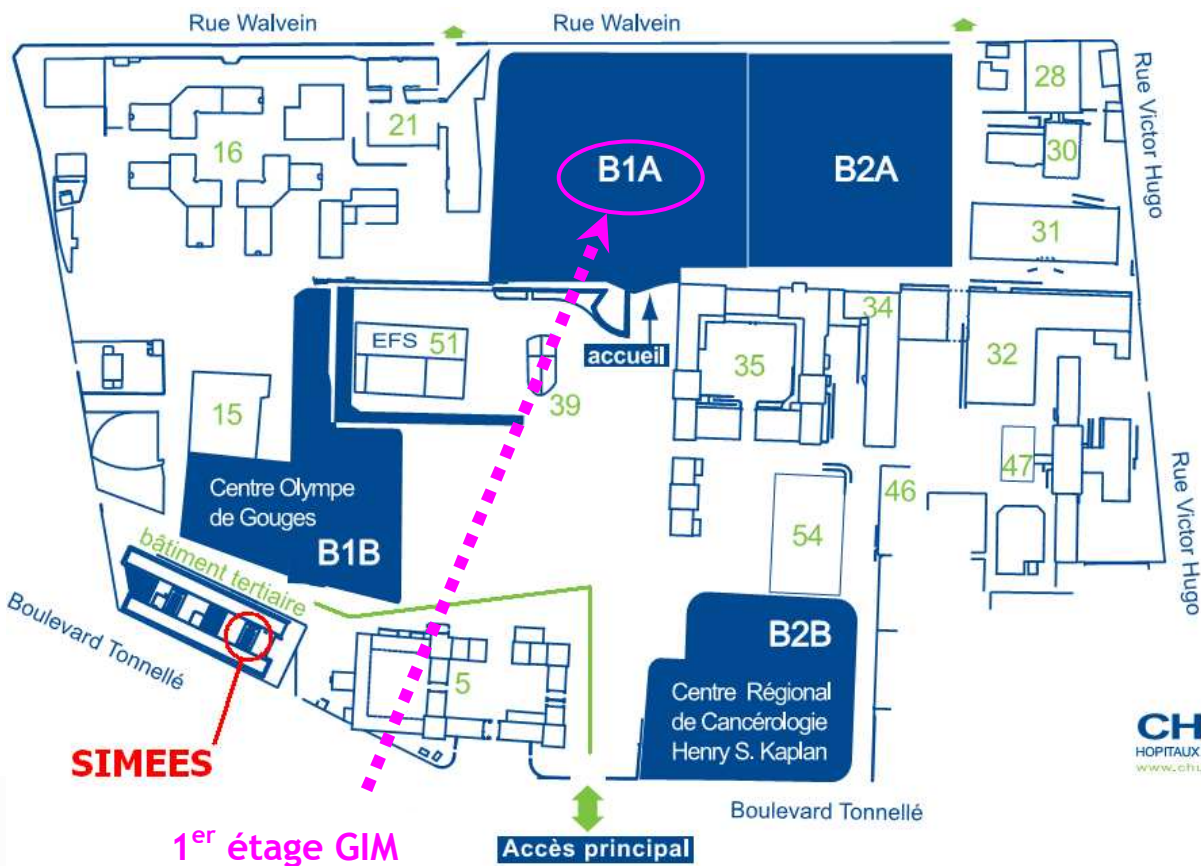 Rue Walvein
Rue Walvein
Rue Victor Hugo
28
21
16
B1A
B2A
30
31
34
EFS 51
accueil
35
32
39
15
47
46
Centre Olympe
de Gouges
B1B
54
Rue Victor Hugo
bâtiment tertiaire
Boulevard Tonnellé
B2B
5
Centre Régional
de Cancérologie
Henry S. Kaplan
SIMEES
CH
HOPITAUX
www.chu
Boulevard Tonnellé
1er étage GIM
Accès principal